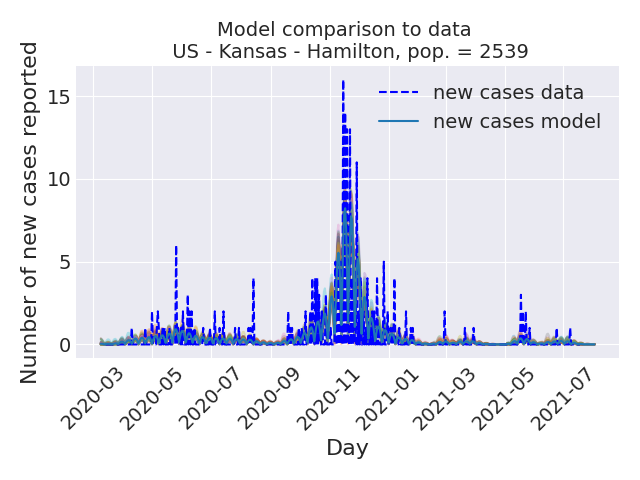 Model comparison to data
US - Kansas - Hamilton, pop. = 2539
Number of new cases reported
15
10
5
0
new cases data
new cases model
2020-03
2020-05
2020-07
2020-09
2020-11
2021-01
2021-03
2021-05
2021-07
Day